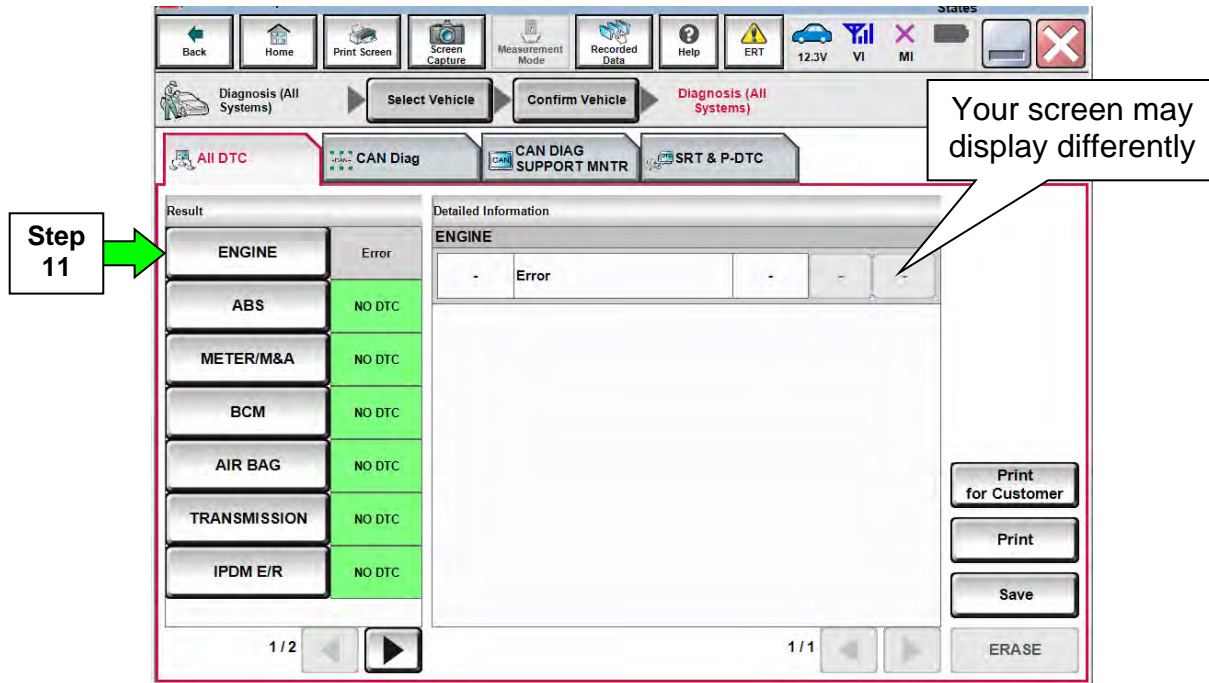 States
Back
Home
Print Screen
Screen
Capture
Measurement
Mode
Recorded
Data
Help
ERT
12.3V
VI
MI
Diagnosis (All
Systems)
Select Vehicle
Confirm Vehicle
Diagnosis (All
Systems)
Your screen may
display differently
All DTC
CAN Diag
CAN
CAN DIAG
SUPPORT MNTR
SRT & P-DTC
Result
Detailed Information
Step
11
ENGINE
Error
ENGINE
-
Error
-
-
-
ABS
NO DTC
METER/M&A
NO DTC
BCM
NO DTC
AIR BAG
NO DTC
TRANSMISSION
NO DTC
IPDM E/R
NO DTC
Print
for Customer
Print
Save
1 / 2
1 / 1
ERASE